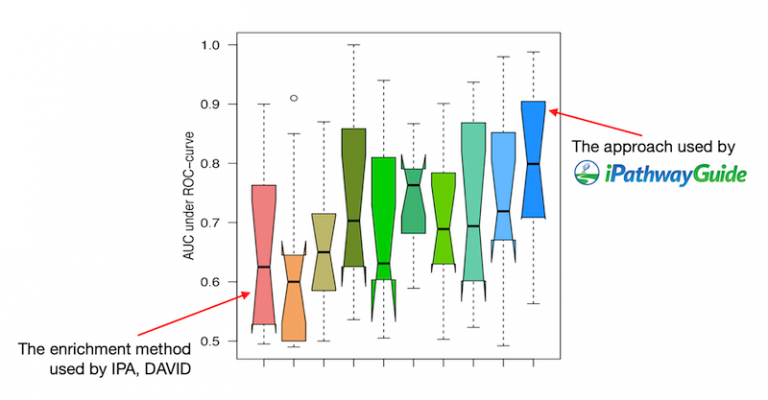 1.0
0.9
0.8
0.7
0.6
0.5
AUC under ROC-curve
The approach used by
iPathwayGuide
The enrichment method
used by IPA, DAVID